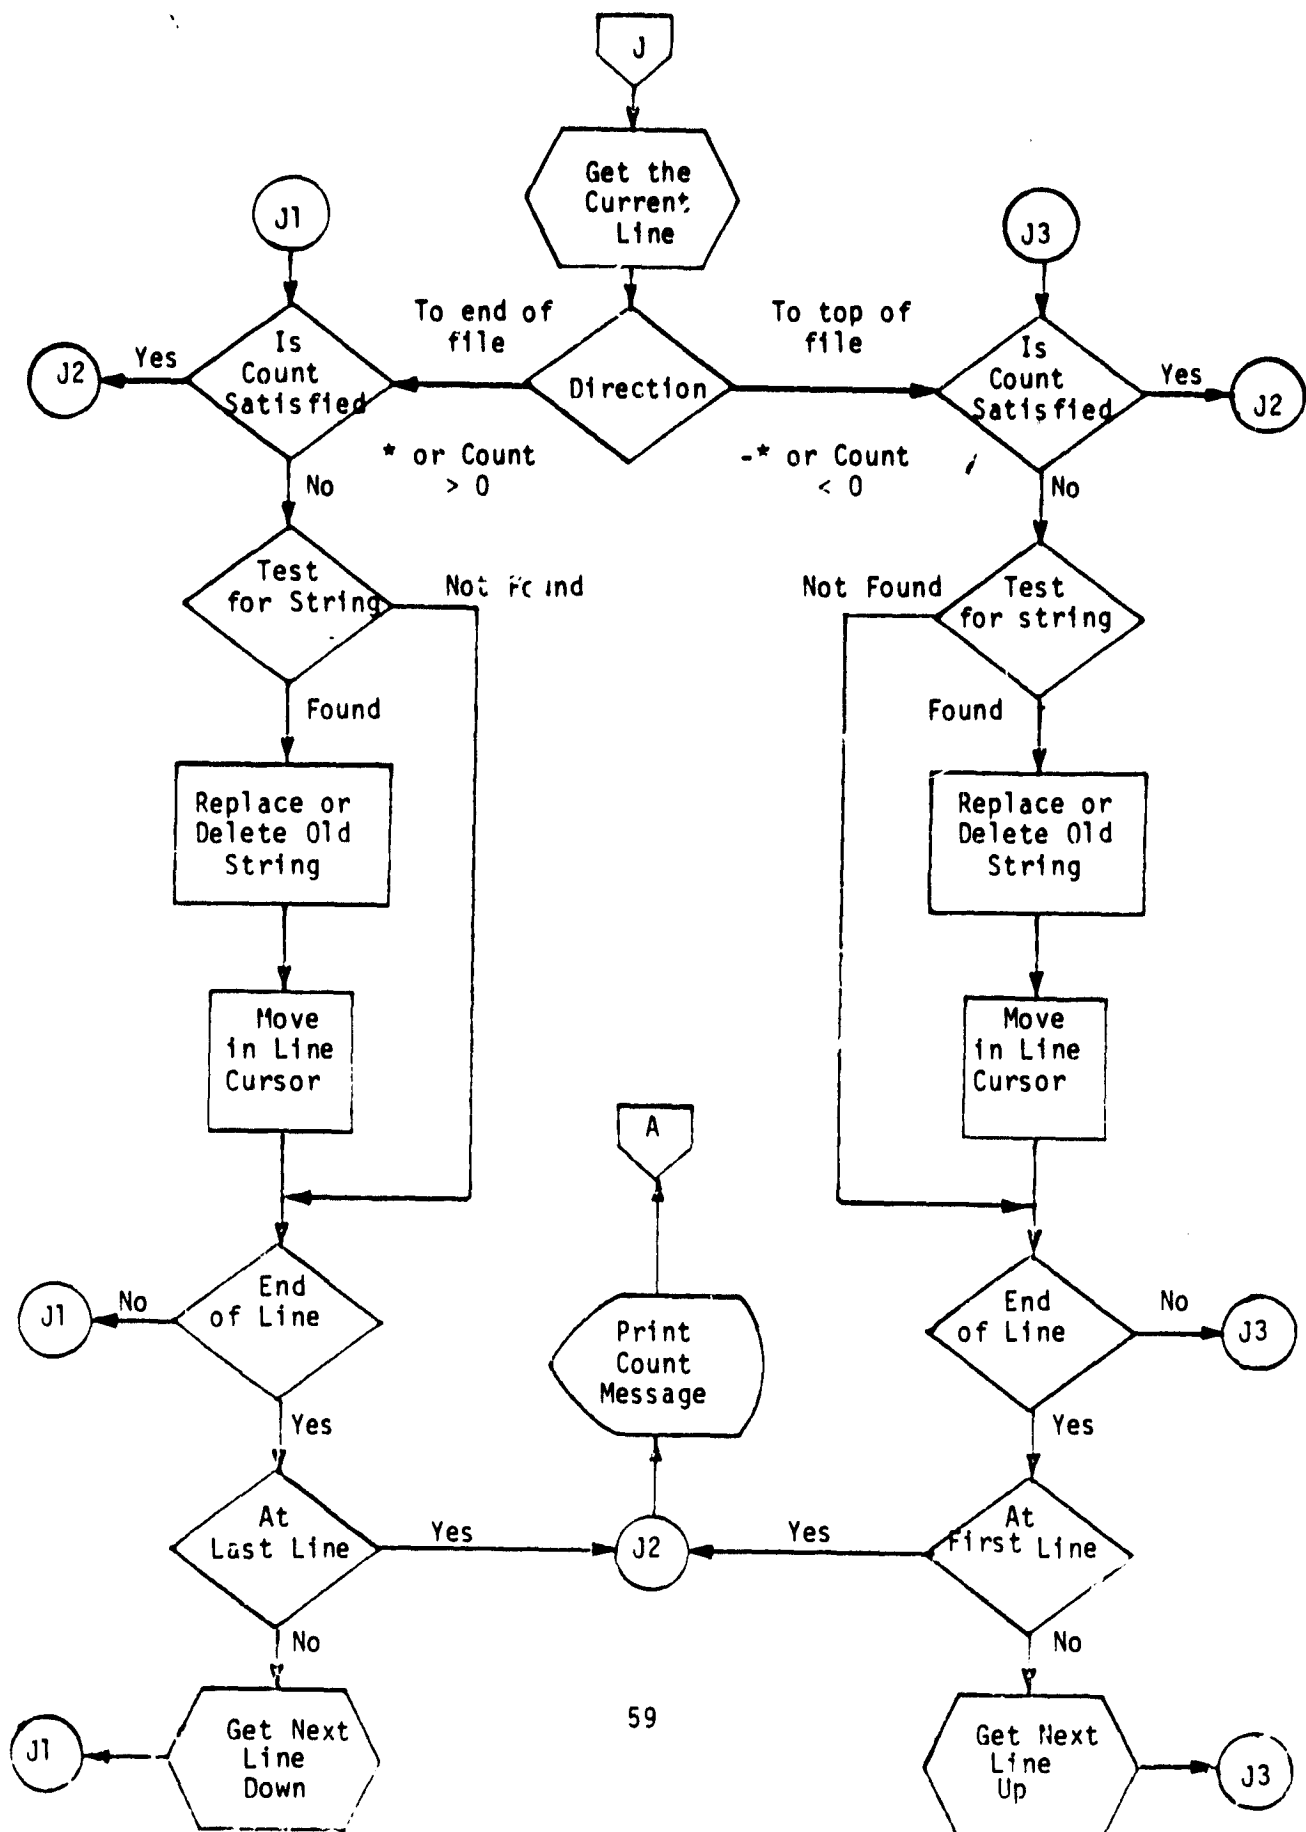 J
Get the
Current
Line
J1
J3
To end of
file
To top of
file
Is
Count
Satisfied
Yes
J2
Direction
Is
Count
Satisfied
Yes
J2
* or Count
> 0
-* or Count
< 0
No
No
Test
for String
Not Found
Not Found
Test
for string
Found
Found
Replace or
Delete Old
String
Replace or
Delete Old
String
Move
in Line
Cursor
Move
in Line
Cursor
A
End
of Line
No
J1
Print
Count
Message
End
of Line
No
J3
Yes
Yes
At
Last Line
Yes
J2
Yes
At
First Line
No
No
Get Next
Line
Down
J1
59
Get Next
Line
Up
J3